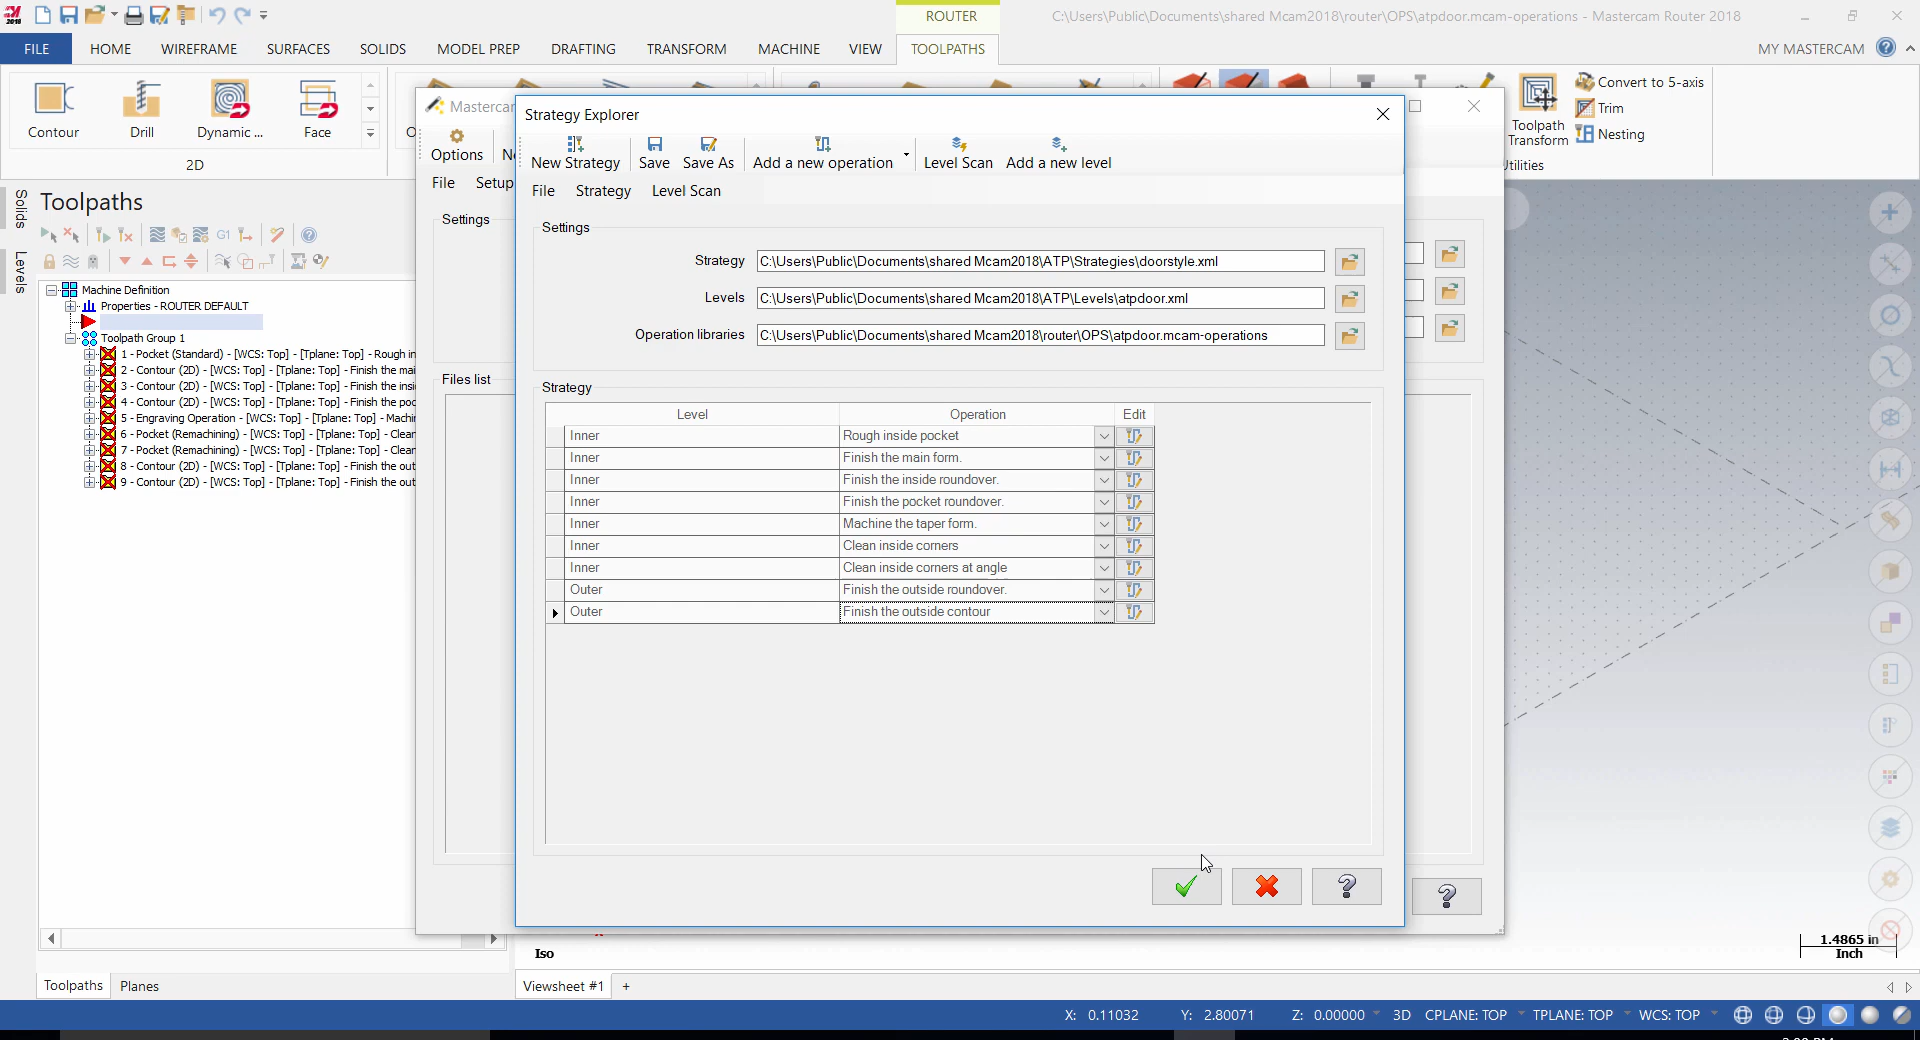 ROUTER
C:\Users\Public\Documents\shared Mcam2018\router\OPS\atpdoor.mcam-operations - Mastercam Router 2018
FILE HOME WIREFRAME SURFACES SOLIDS MODEL PREP DRAFTING TRANSFORM MACHINE VIEW TOOLPATHS MY MASTERCAM
Contour Drill Dynamic ... Face
2D
Toolpath
Transform
Convert to 5-axis
Trim
Nesting
Utilities
Solids
Levels
Toolpaths
Machine Definition
Properties - ROUTER DEFAULT
Toolpath Group 1
1 - Pocket (Standard) - [WCS: Top] - [Tplane: Top] - Rough in
2 - Contour (2D) - [WCS: Top] - [Tplane: Top] - Finish the mai
3 - Contour (2D) - [WCS: Top] - [Tplane: Top] - Finish the insi
4 - Contour (2D) - [WCS: Top] - [Tplane: Top] - Finish the poc
5 - Engraving Operation - [WCS: Top] - [Tplane: Top] - Machir
6 - Pocket (Remachining) - [WCS: Top] - [Tplane: Top] - Clear
7 - Pocket (Remachining) - [WCS: Top] - [Tplane: Top] - Clear
8 - Contour (2D) - [WCS: Top] - [Tplane: Top] - Finish the out
9 - Contour (2D) - [WCS: Top] - [Tplane: Top] - Finish the out
Mastercar
Options
File Setup
Settings
Files list
Strategy Explorer
New Strategy Save Save As Add a new operation Level Scan Add a new level
File Strategy Level Scan
Settings
Strategy C:\Users\Public\Documents\shared Mcam2018\ATP\Strategies\doorstyle.xml
Levels C:\Users\Public\Documents\shared Mcam2018\ATP\Levels\atpdoor.xml
Operation libraries C:\Users\Public\Documents\shared Mcam2018\router\OPS\atpdoor.mcam-operations
Strategy
Level Operation Edit
Inner Rough inside pocket
Inner Finish the main form.
Inner Finish the inside roundover.
Inner Finish the pocket roundover.
Inner Machine the taper form.
Inner Clean inside corners
Inner Clean inside corners at angle
Outer Finish the outside roundover.
Outer Finish the outside contour
Iso
1.4865 in
Inch
Toolpaths Planes
Viewsheet #1 +
X: 0.11032 Y: 2.80071 Z: 0.00000 3D CPLANE: TOP TPLANE: TOP WCS: TOP